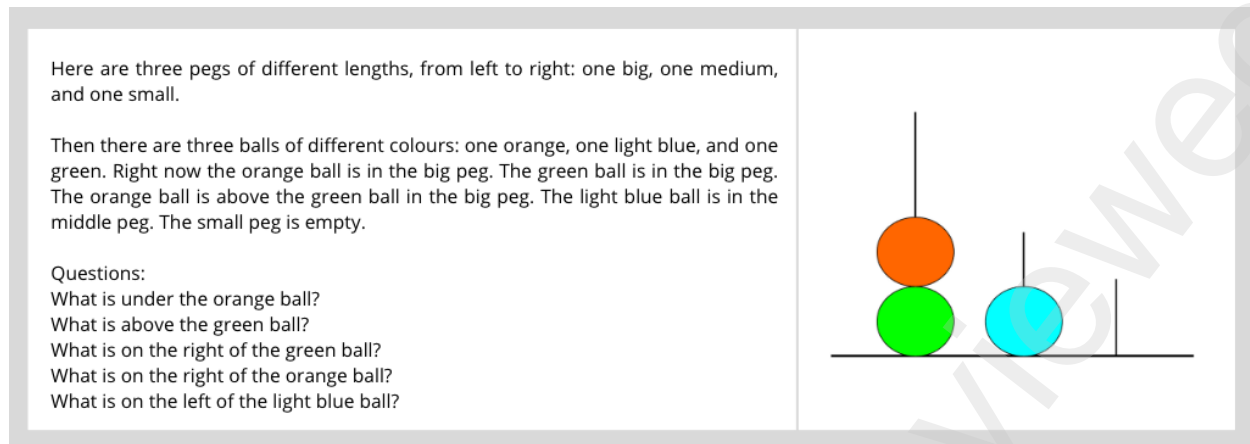 Here are three pegs of different lengths, from left to right: one big, one medium,
and one small.
Then there are three balls of different colours: one orange, one light blue, and one
green. Right now the orange ball is in the big peg. The green ball is in the big peg.
The orange ball is above the green ball in the big peg. The light blue ball is in the
middle peg. The small peg is empty.
Questions:
What is under the orange ball?
What is above the green ball?
What is on the right of the green ball?
What is on the right of the orange ball?
What is on the left of the light blue ball?
viewe